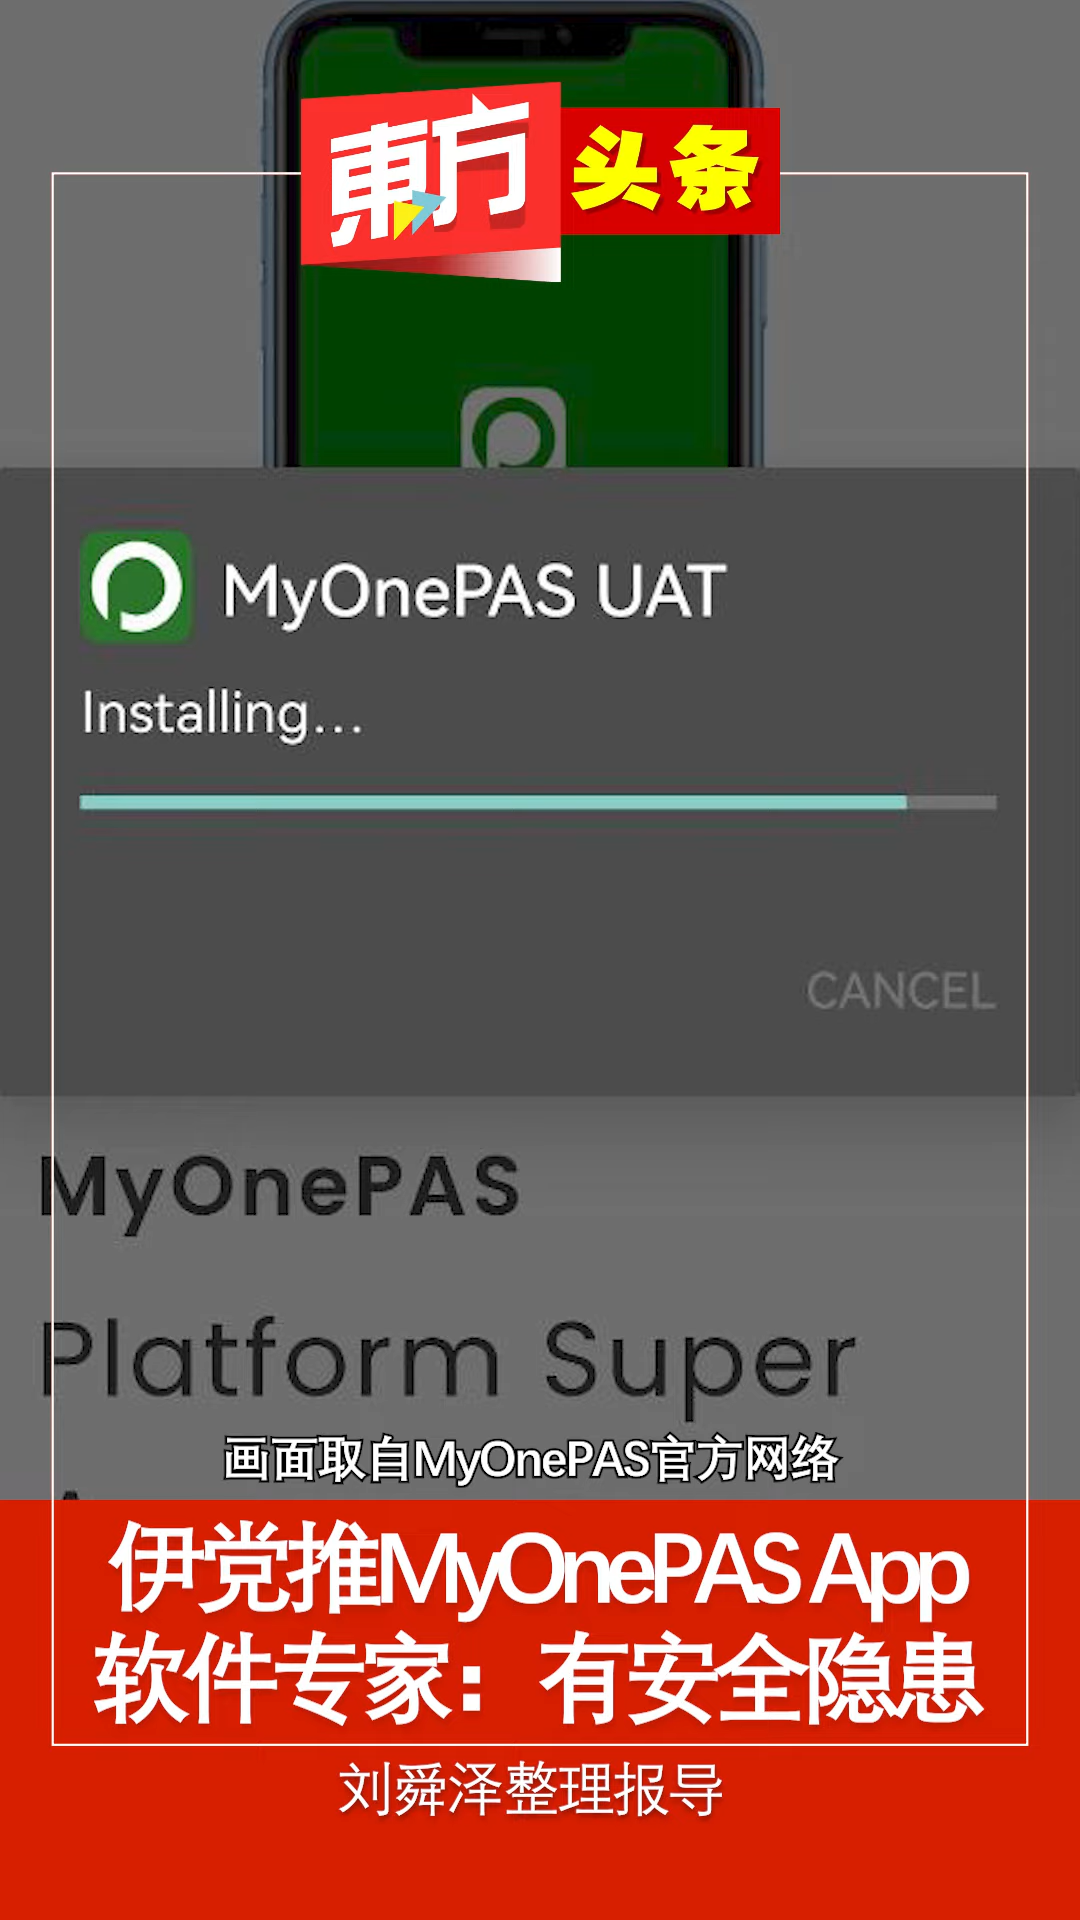 東方 头条
MyOnePAS UAT
Installing...
CANCEL
MyOnePAS
Platform Super
画面取自MyOnePAS官方网络
伊党推MyOnePAS App
软件专家：有安全隐患
刘舜泽整理报导